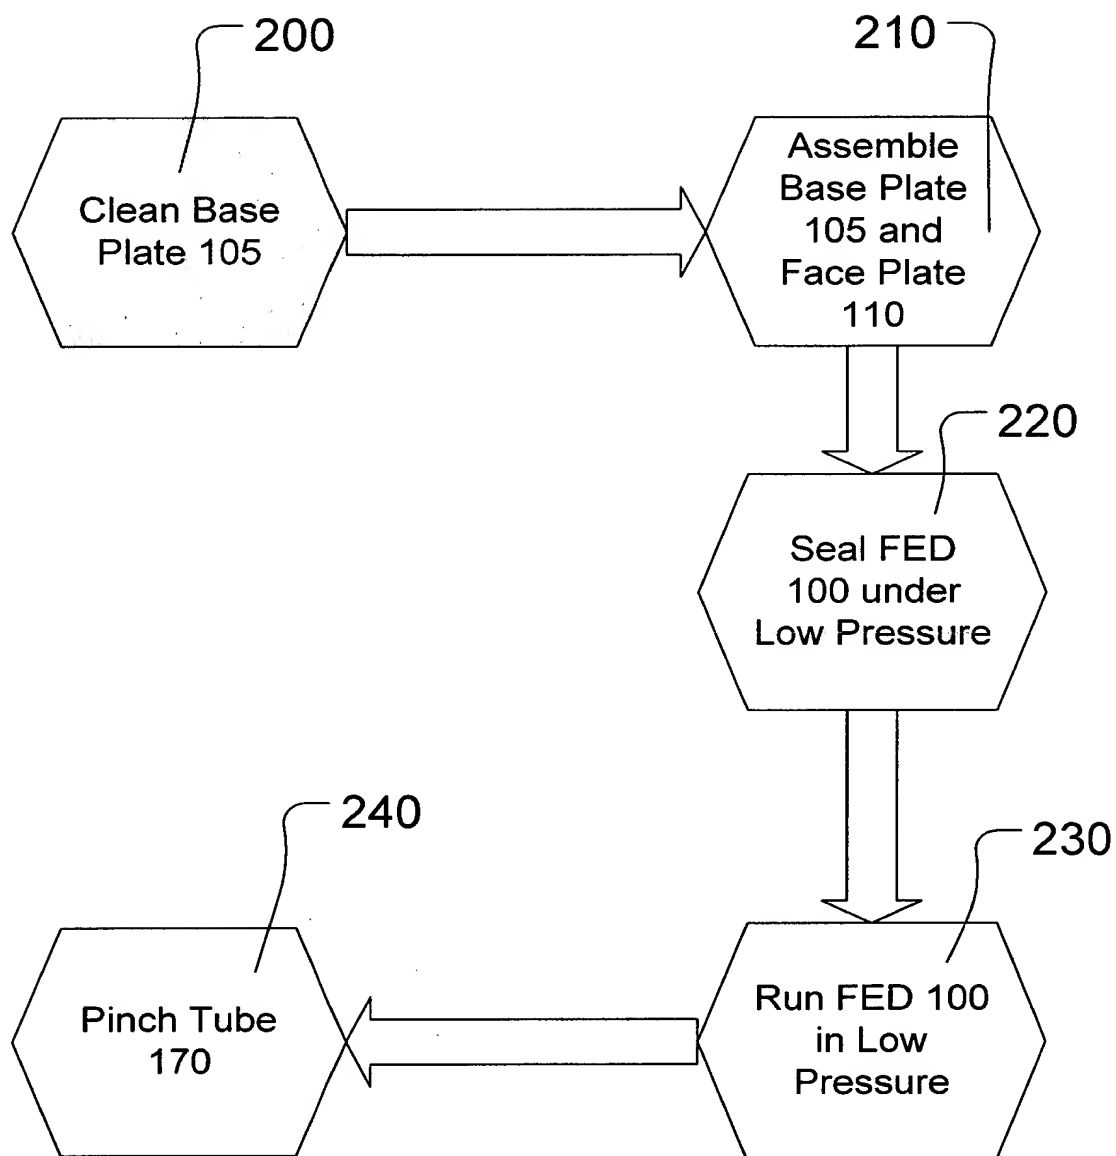 200
210
Clean Base
Plate 105
Assemble
Base Plate
105 and
Face Plate
110
220
Seal FED
100 under
Low Pressure
240
230
Pinch Tube
170
Run FED 100
in Low
Pressure